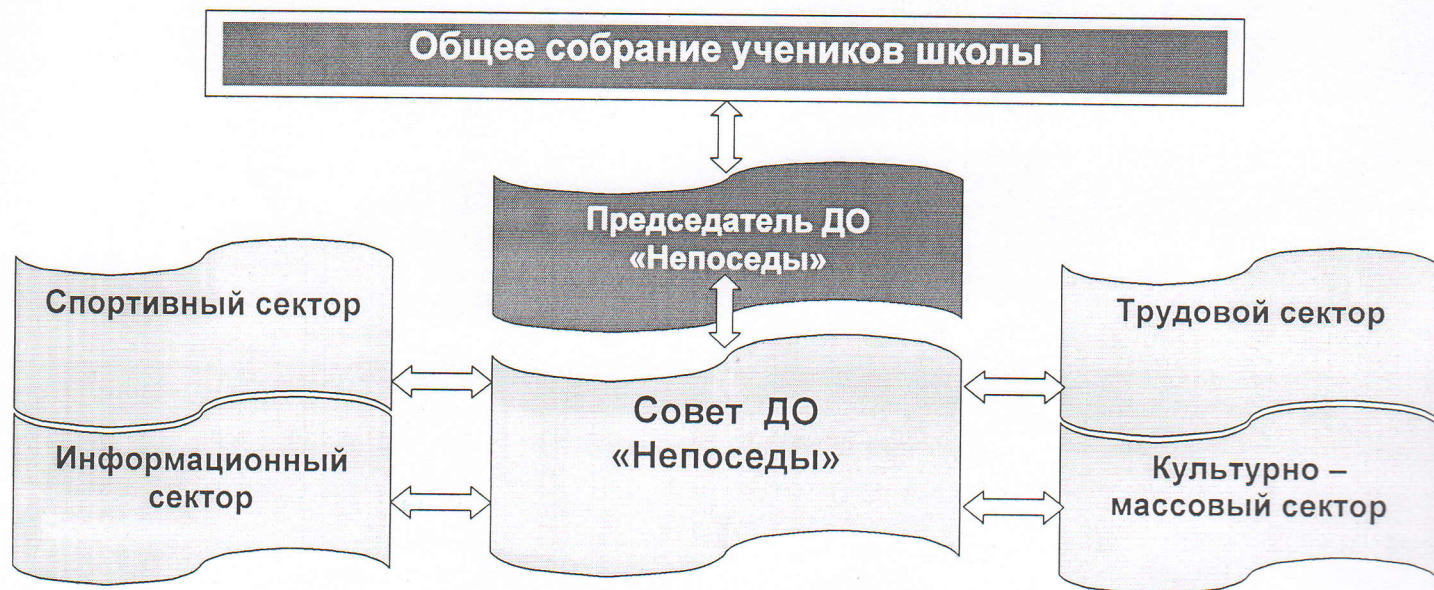 Общее собрание учеников школы
Председатель ДО
«Непоседы»
Спортивный сектор
Трудовой сектор
Совет ДО
«Непоседы»
Информационный
сектор
Культурно –
массовый сектор